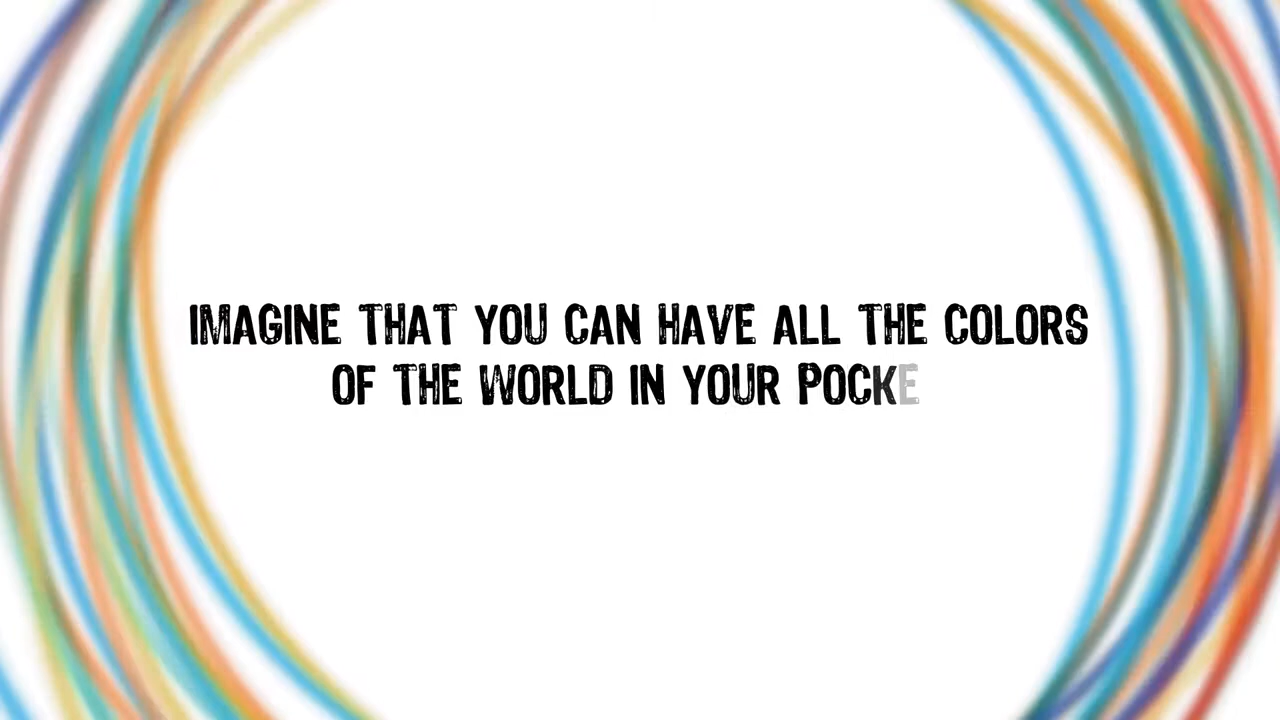 IMAGINE THAT YOU CAN HAVE ALL THE COLORS
OF THE WORLD IN YOUR POCKE